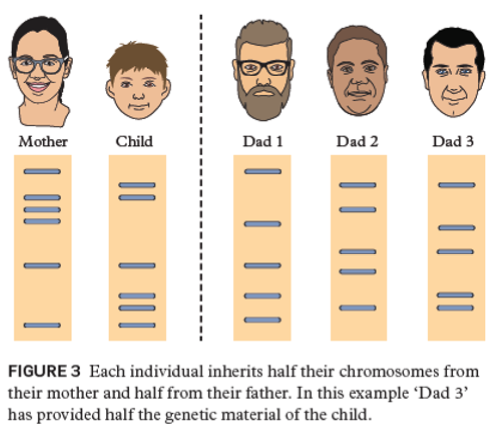 Mother
Child
Dad 1
Dad 2
Dad 3
FIGURE 3 Each individual inherits half their chromosomes from
their mother and half from their father. In this example ‘Dad 3’
has provided half the genetic material of the child.